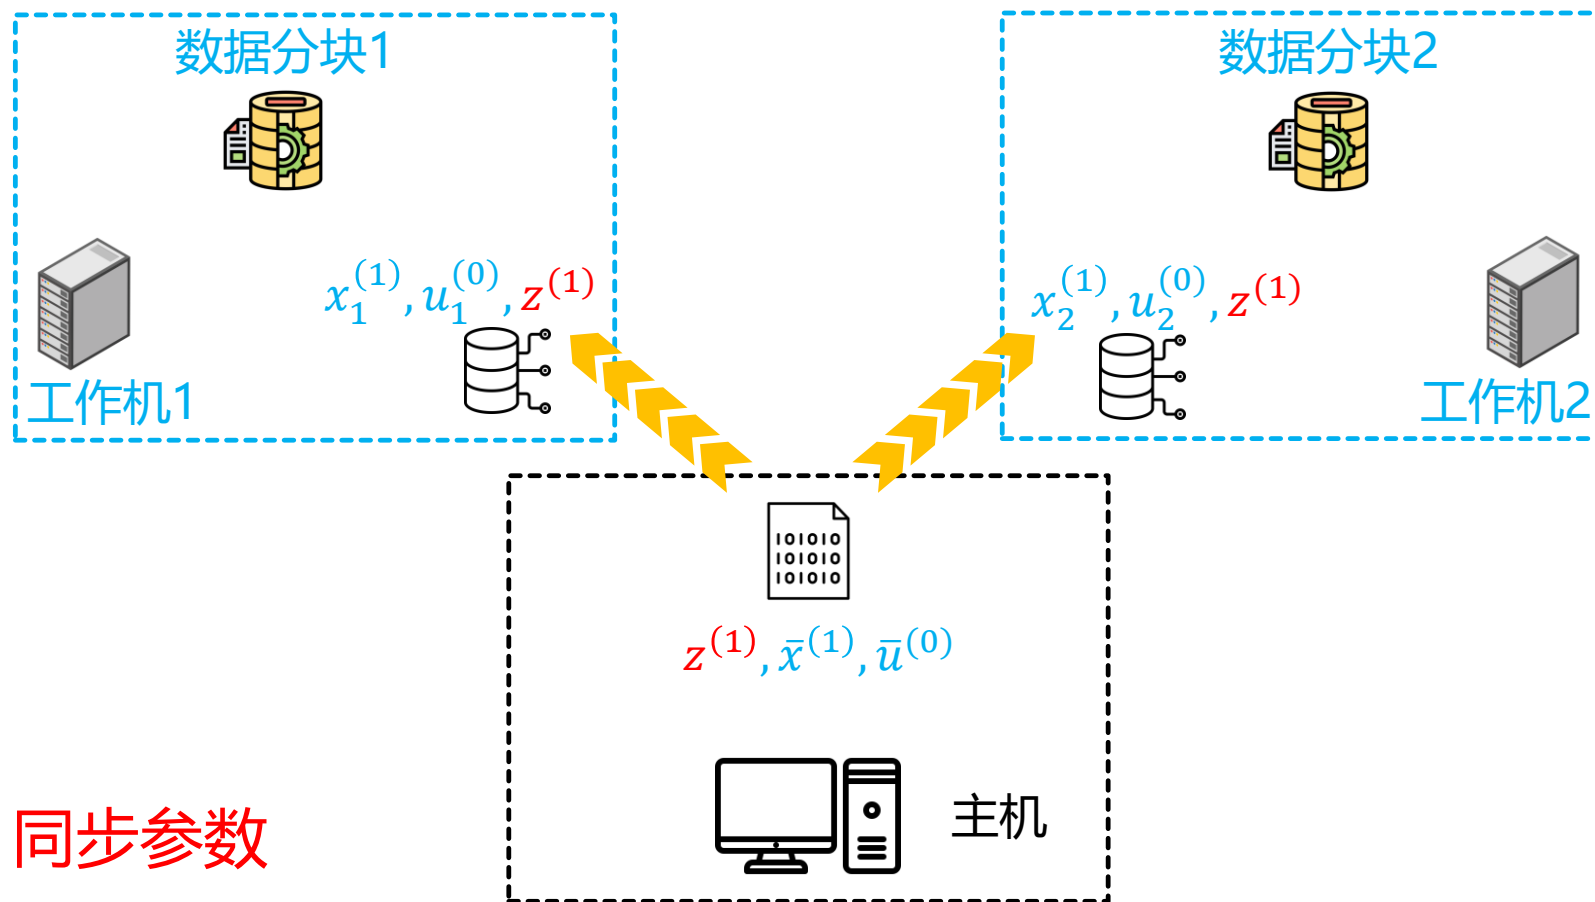 数据分块1
数据分块2
x_1^{(1)}, u_1^{(0)}, z^{(1)}
x_2^{(1)}, u_2^{(0)}, z^{(1)}
工作机1
工作机2
101010
101010
101010
z^{(1)}, x̄^{(1)}, ū^{(0)}
主机
同步参数